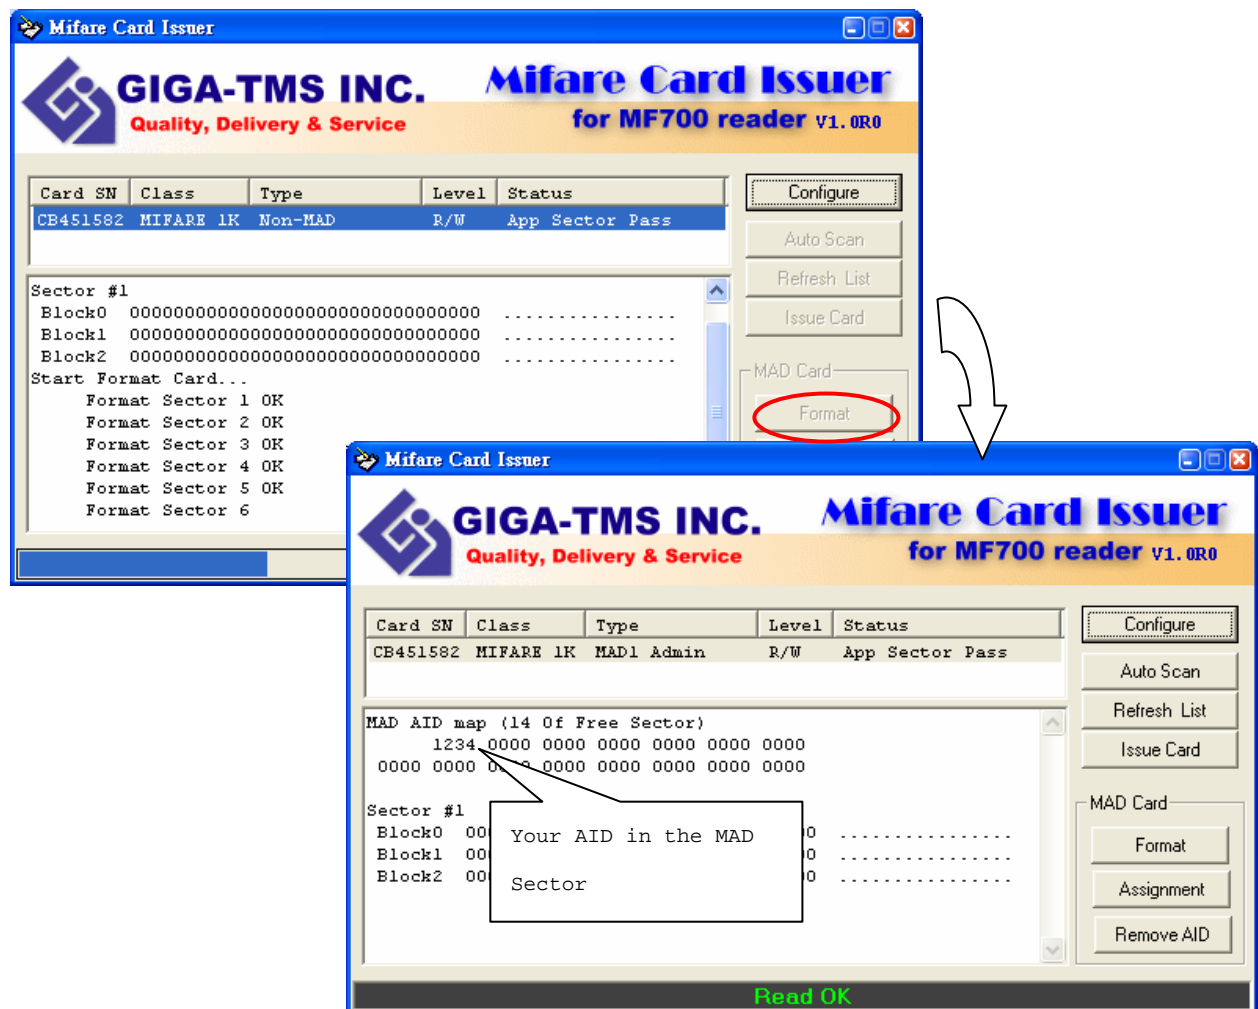 Mifare Card Issuer
GIGA-TMS INC.
Quality, Delivery & Service
Mifare Card Issuer
for MF700 reader V1.0R0
Card SN Class Type Level Status
CB451582 MIFARE 1K Non-MAD R/W App Sector Pass
Configure
Auto Scan
Refresh List
Issue Card
MAD Card
Format
Sector #1
Block0 00000000000000000000000000000000 ................
Block1 00000000000000000000000000000000 ................
Block2 00000000000000000000000000000000 ................
Start Format Card...
Format Sector 1 OK
Format Sector 2 OK
Format Sector 3 OK
Format Sector 4 OK
Format Sector 5 OK
Format Sector 6
Mifare Card Issuer
GIGA-TMS INC.
Quality, Delivery & Service
Mifare Card Issuer
for MF700 reader V1.0R0
Card SN Class Type Level Status
CB451582 MIFARE 1K MAD1 Admin R/W App Sector Pass
Configure
Auto Scan
Refresh List
Issue Card
MAD Card
Format
Assignment
Remove AID
MAD AID map (14 Of Free Sector)
1234 0000 0000 0000 0000 0000 0000
0000 0000 0000 0000 0000 0000 0000 0000
Sector #1
Block0 00 0 ................
Block1 00 0 ................
Block2 00 0 ................
Your AID in the MAD
Sector
Read OK